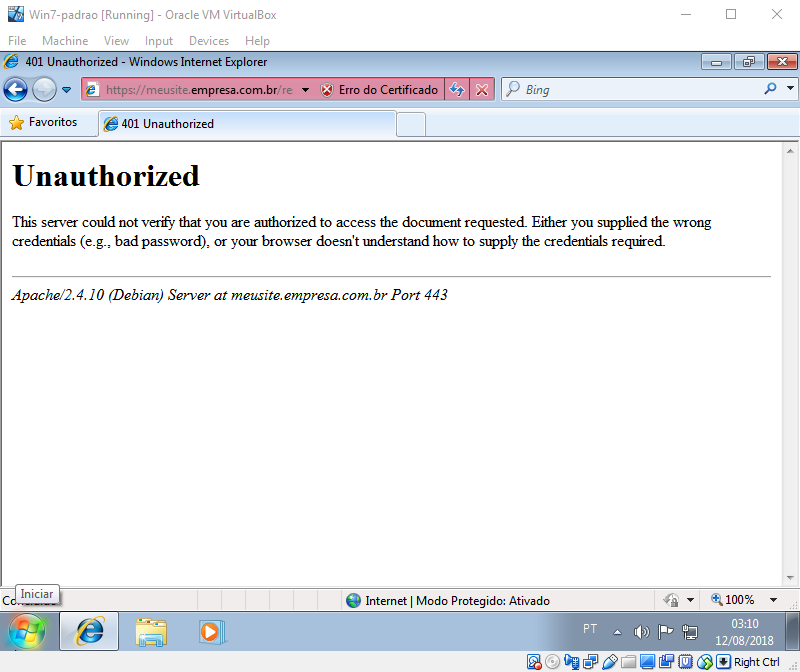 Win7-padrao [Running] - Oracle VM VirtualBox
File Machine View Input Devices Help
401 Unauthorized - Windows Internet Explorer
https://meusite.empresa.com.br/re Erro do Certificado Bing
Favoritos 401 Unauthorized
Unauthorized
This server could not verify that you are authorized to access the document requested. Either you supplied the wrong
credentials (e.g., bad password), or your browser doesn't understand how to supply the credentials required.
Apache/2.4.10 (Debian) Server at meusite.empresa.com.br Port 443
Iniciar
Internet | Modo Protegido: Ativado 100%
PT 03:10
12/08/2018
Right Ctrl